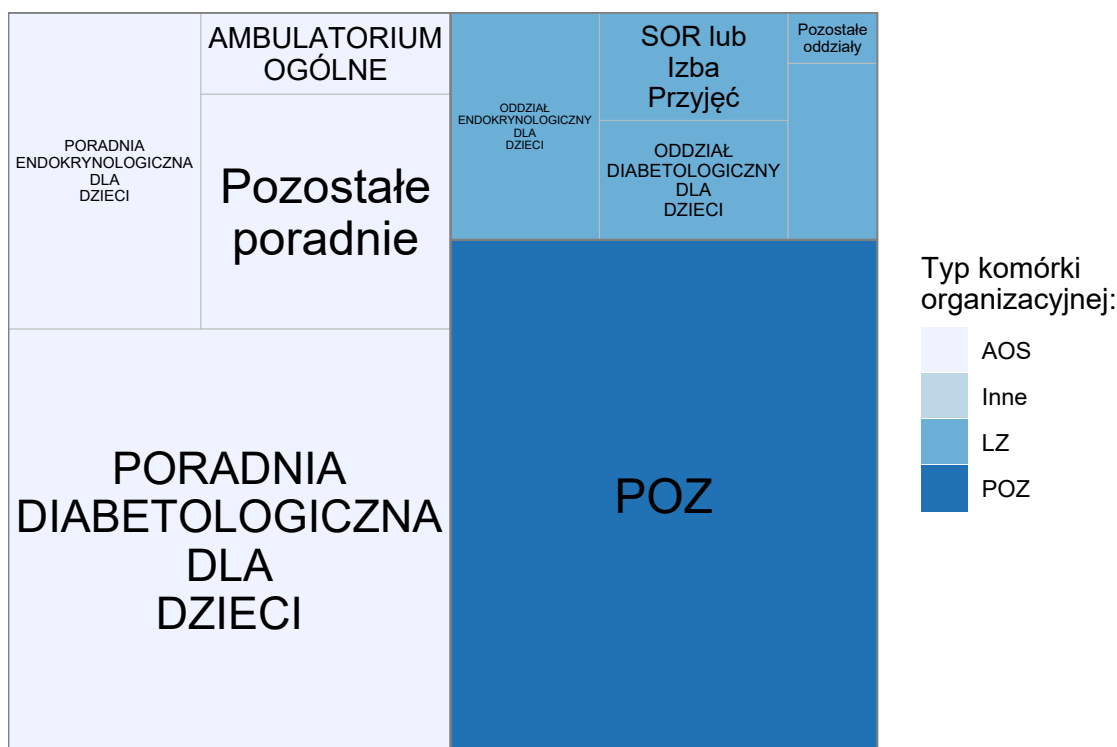 AMBULATORIUM
OGÓLNE
PORADNIA
ENDOKRYNOLOGICZNA
DLA
DZIECI
Pozostałe
poradnie
PORADNIA
DIABETOLOGICZNA
DLA
DZIECI
ODDZIAŁ
ENDOKRYNOLOGICZNY
DLA
DZIECI
SOR lub
Izba
Przyjęć
ODDZIAŁ
DIABETOLOGICZNY
DLA
DZIECI
Pozostałe
oddziały
POZ
Typ komórki
organizacyjnej:
AOS
Inne
LZ
POZ